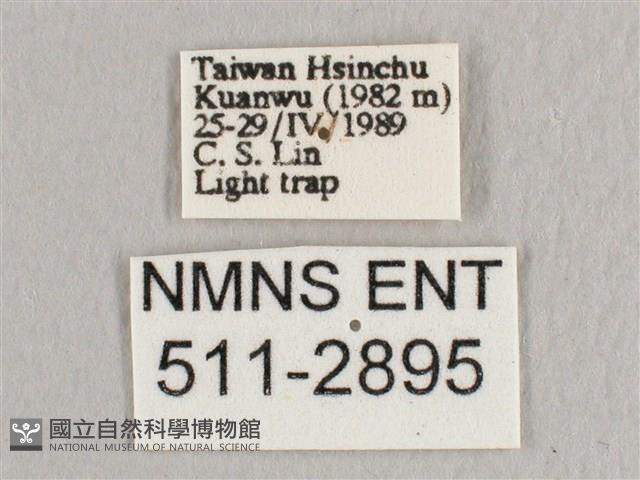 Taiwan Hsinchu
Kuanwu (1982 m)
25-29/IV/1989
C. S. Lin
Light trap
NMNS ENT
511-2895
國立自然科學博物館
NATIONAL MUSEUM OF NATURAL SCIENCE